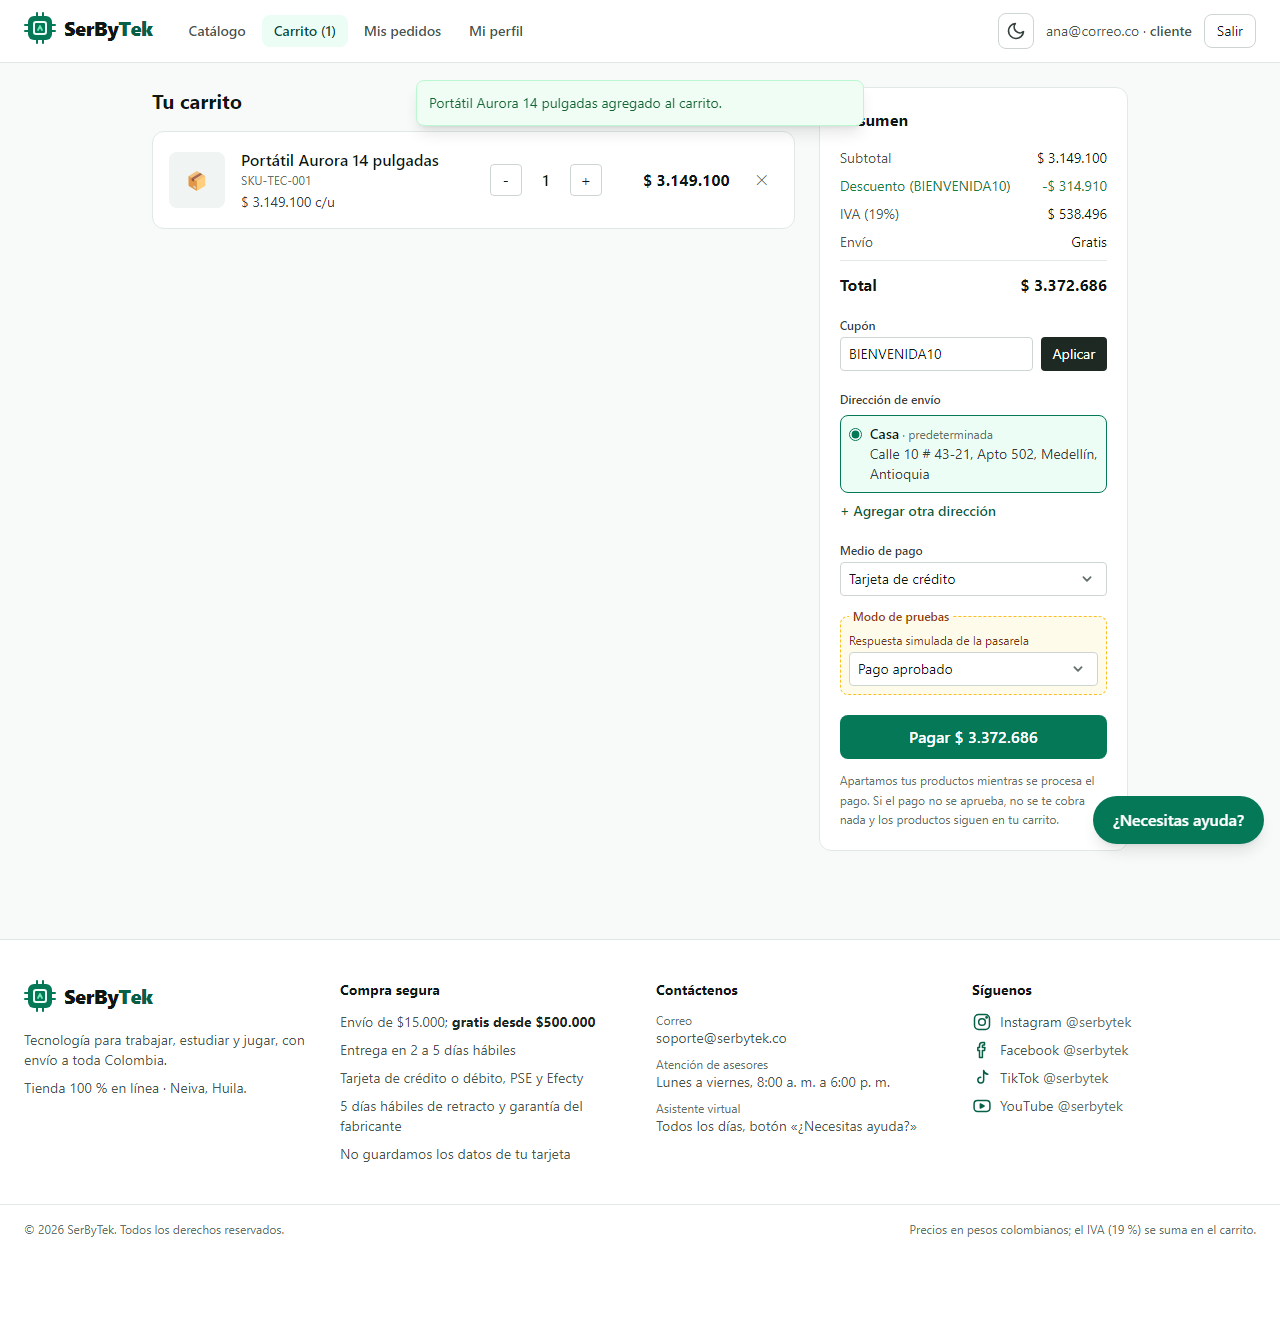 SerByTek
Catálogo
Carrito (1)
Mis pedidos
Mi perfil
ana@correo.co · cliente
Salir
Portátil Aurora 14 pulgadas agregado al carrito.
Tu carrito
Portátil Aurora 14 pulgadas
SKU-TEC-001
$ 3.149.100 c/u
-
1
+
$ 3.149.100
sumen
Subtotal
$ 3.149.100
Descuento (BIENVENIDA10)
-$ 314.910
IVA (19%)
$ 538.496
Envío
Gratis
Total
$ 3.372.686
Cupón
BIENVENIDA10
Aplicar
Dirección de envío
Casa · predeterminada
Calle 10 # 43-21, Apto 502, Medellín,
Antioquia
+ Agregar otra dirección
Medio de pago
Tarjeta de crédito
Modo de pruebas
Respuesta simulada de la pasarela
Pago aprobado
Pagar $ 3.372.686
Apartamos tus productos mientras se procesa el
pago. Si el pago no se aprueba, no se te cobra
nada y los productos siguen en tu carrito.
¿Necesitas ayuda?
SerByTek
Tecnología para trabajar, estudiar y jugar, con
envío a toda Colombia.
Tienda 100 % en línea · Neiva, Huila.
Compra segura
Envío de $15.000; gratis desde $500.000
Entrega en 2 a 5 días hábiles
Tarjeta de crédito o débito, PSE y Efecty
5 días hábiles de retracto y garantía del
fabricante
No guardamos los datos de tu tarjeta
Contáctenos
Correo
soporte@serbytek.co
Atención de asesores
Lunes a viernes, 8:00 a. m. a 6:00 p. m.
Asistente virtual
Todos los días, botón «¿Necesitas ayuda?»
Síguenos
Instagram @serbytek
Facebook @serbytek
TikTok @serbytek
YouTube @serbytek
© 2026 SerByTek. Todos los derechos reservados.
Precios en pesos colombianos; el IVA (19 %) se suma en el carrito.